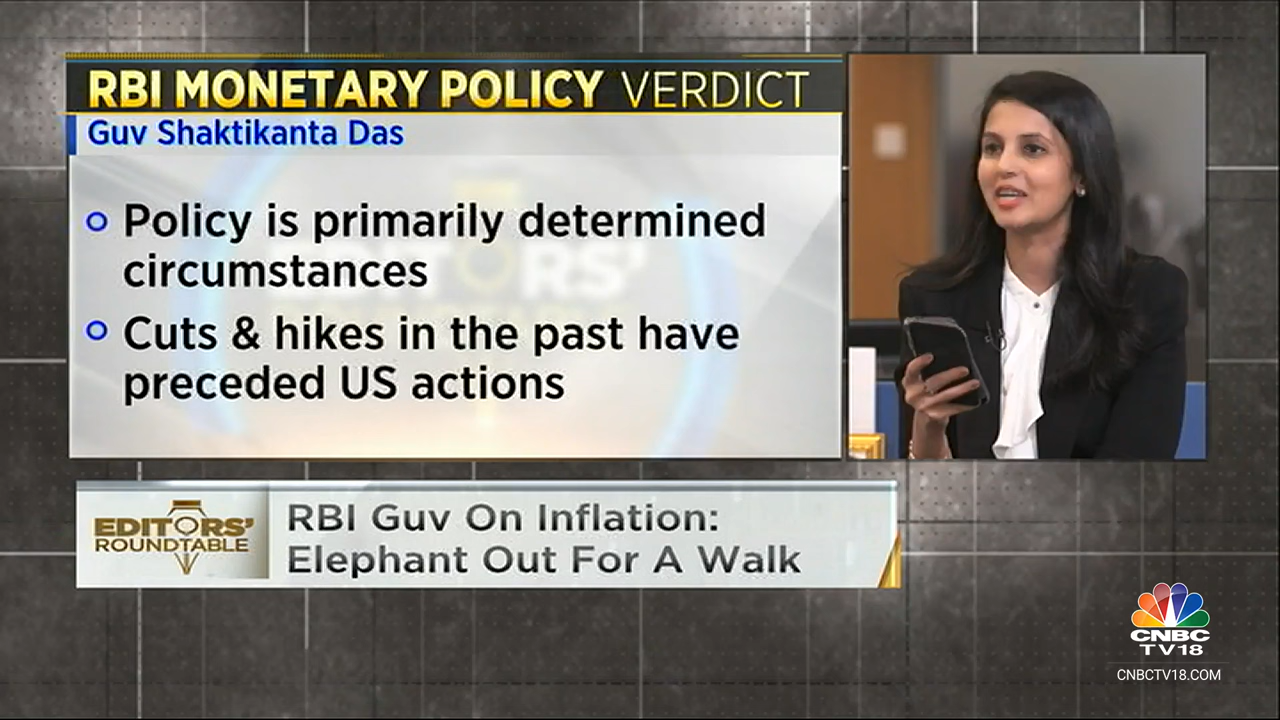 RBI MONETARY POLICY VERDICT
Guv Shaktikanta Das
Policy is primarily determined
circumstances
Cuts & hikes in the past have
preceded US actions
EDITORS'
ROUNDTABLE
RBI Guv On Inflation:
Elephant Out For A Walk
CNBC
TV18
CNBCTV18.COM